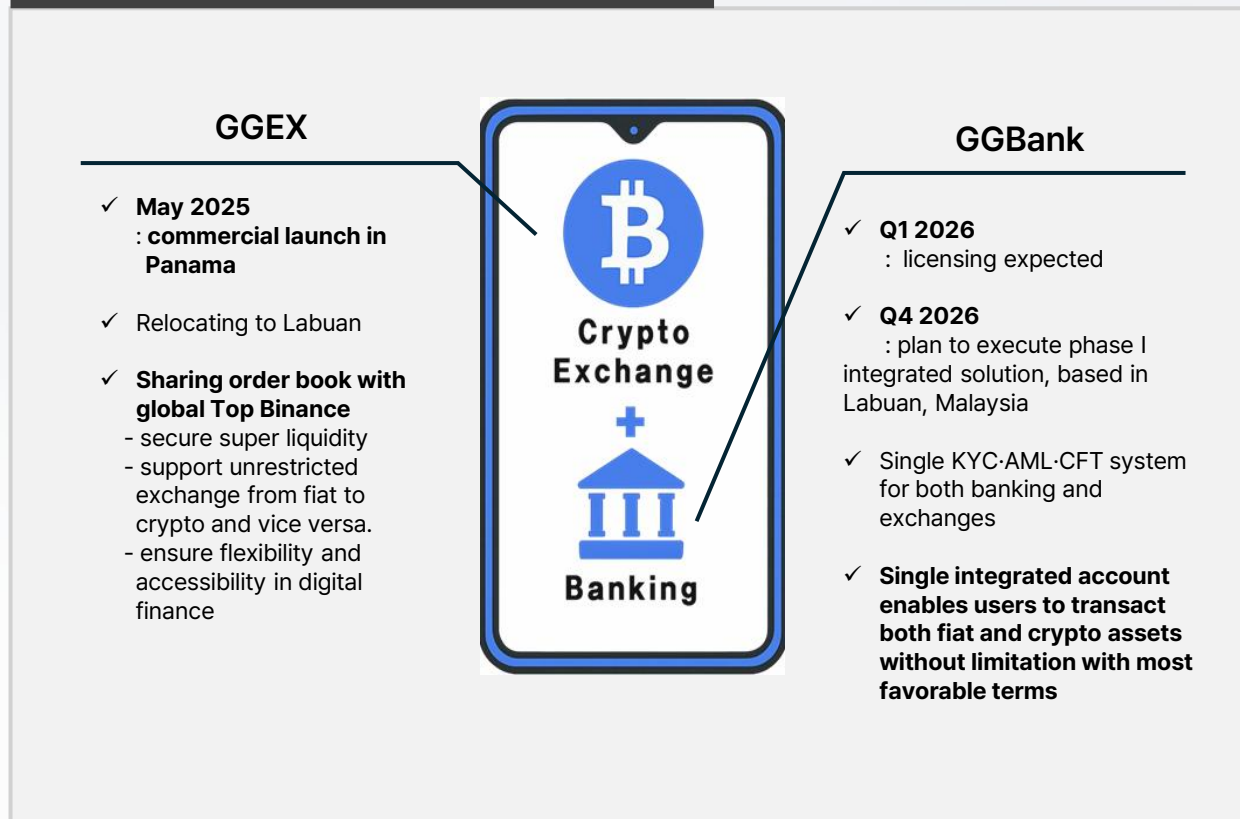 GGEX
✓ May 2025
: commercial launch in
Panama
✓ Relocating to Labuan
✓ Sharing order book with
global Top Binance
- secure super liquidity
- support unrestricted
exchange from fiat to
crypto and vice versa.
- ensure flexibility and
accessibility in digital
finance
Crypto
Exchange
+
Banking
GGBank
✓ Q1 2026
: licensing expected
✓ Q4 2026
: plan to execute phase I
integrated solution, based in
Labuan, Malaysia
✓ Single KYC·AML·CFT system
for both banking and
exchanges
✓ Single integrated account
enables users to transact
both fiat and crypto assets
without limitation with most
favorable terms